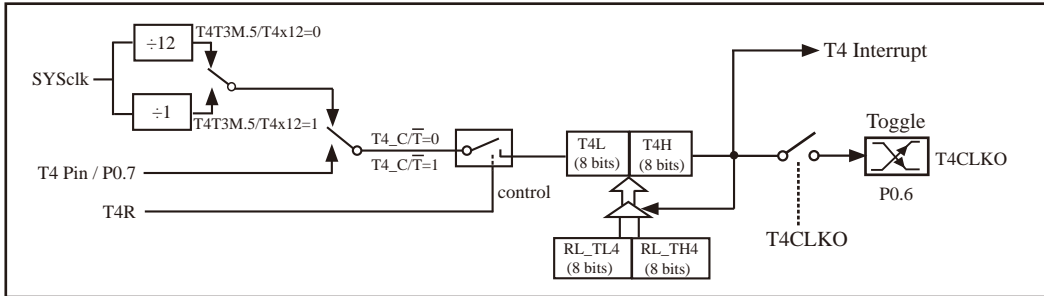 T4T3M.5/T4x12=0
÷12
SYSclk
÷1
T4T3M.5/T4x12=1
T4 Interrupt
Toggle
T4_C/T̅=0
T4_C/T̅=1
T4L
(8 bits)
T4H
(8 bits)
T4CLKO
P0.6
T4 Pin / P0.7
control
T4R
T4CLKO
RL_TL4
(8 bits)
RL_TH4
(8 bits)